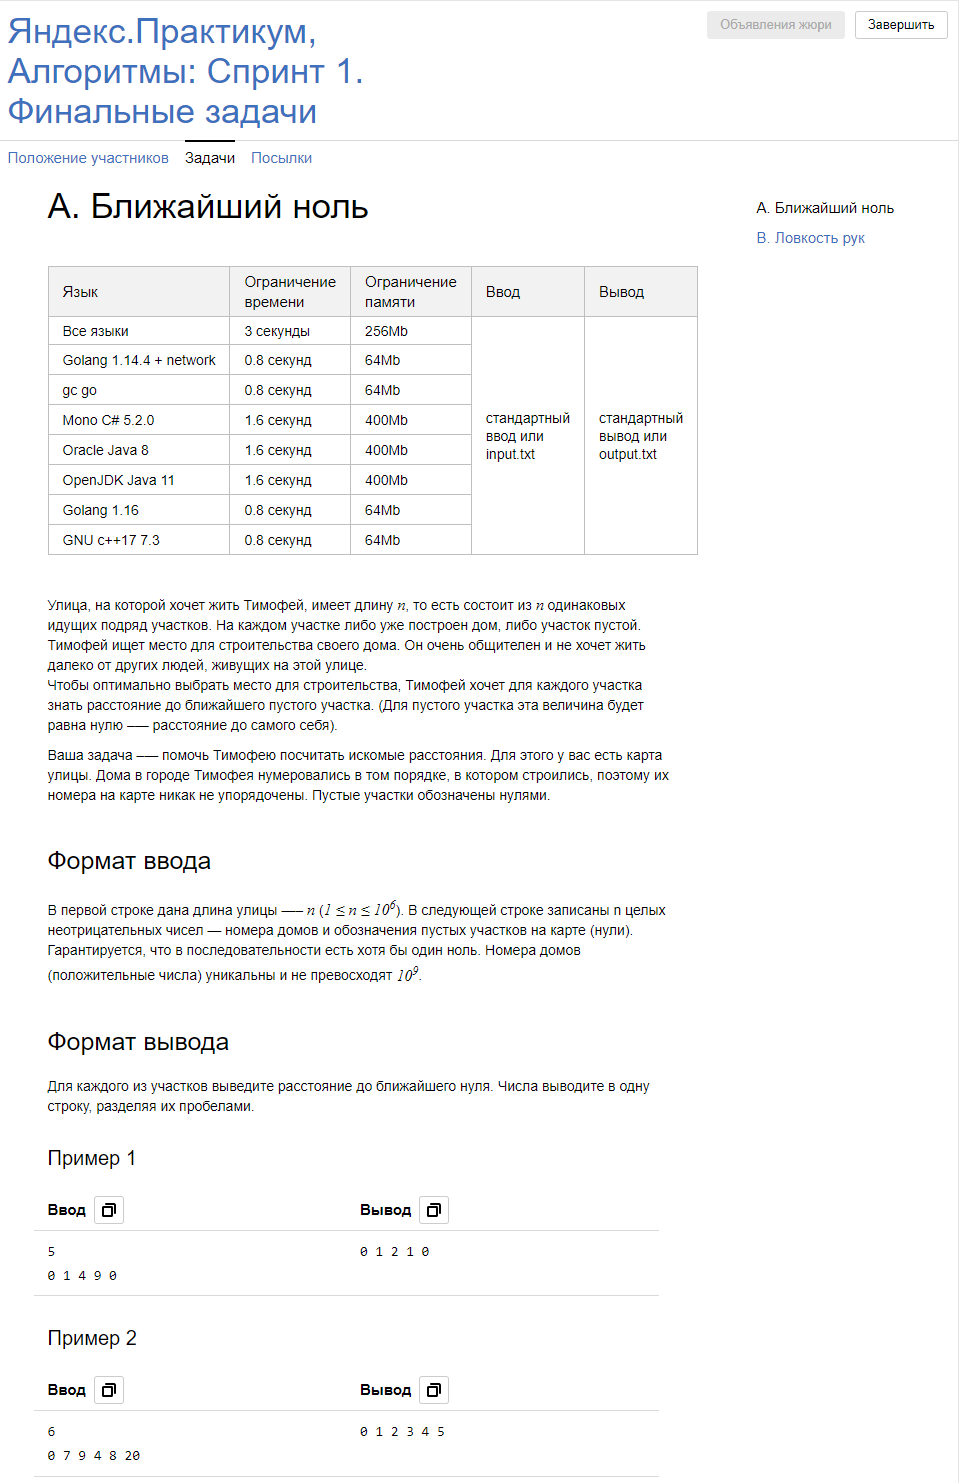 Яндекс.Практикум,
Алгоритмы: Спринт 1.
Финальные задачи
Объявления жюри
Завершить
Положение участников Задачи Посылки
A. Ближайший ноль
A. Ближайший ноль
B. Ловкость рук
Язык Ограничение времени Ограничение памяти Ввод Вывод
Все языки 3 секунды 256Mb стандартный ввод или input.txt стандартный вывод или output.txt
Golang 1.14.4 + network 0.8 секунд 64Mb
gc go 0.8 секунд 64Mb
Mono C# 5.2.0 1.6 секунд 400Mb
Oracle Java 8 1.6 секунд 400Mb
OpenJDK Java 11 1.6 секунд 400Mb
Golang 1.16 0.8 секунд 64Mb
GNU c++17 7.3 0.8 секунд 64Mb
Улица, на которой хочет жить Тимофей, имеет длину n, то есть состоит из n одинаковых
идущих подряд участков. На каждом участке либо уже построен дом, либо участок пустой.
Тимофей ищет место для строительства своего дома. Он очень общителен и не хочет жить
далеко от других людей, живущих на этой улице.
Чтобы оптимально выбрать место для строительства, Тимофей хочет для каждого участка
знать расстояние до ближайшего пустого участка. (Для пустого участка эта величина будет
равна нулю –— расстояние до самого себя).
Ваша задача –— помочь Тимофею посчитать искомые расстояния. Для этого у вас есть карта
улицы. Дома в городе Тимофея нумеровались в том порядке, в котором строились, поэтому их
номера на карте никак не упорядочены. Пустые участки обозначены нулями.
Формат ввода
В первой строке дана длина улицы —– n (1 ≤ n ≤ 10⁶). В следующей строке записаны n целых
неотрицательных чисел — номера домов и обозначения пустых участков на карте (нули).
Гарантируется, что в последовательности есть хотя бы один ноль. Номера домов
(положительные числа) уникальны и не превосходят 10⁹.
Формат вывода
Для каждого из участков выведите расстояние до ближайшего нуля. Числа выводите в одну
строку, разделяя их пробелами.
Пример 1
Ввод Вывод
5 0 1 2 1 0
0 1 4 9 0
Пример 2
Ввод Вывод
6 0 1 2 3 4 5
0 7 9 4 8 20